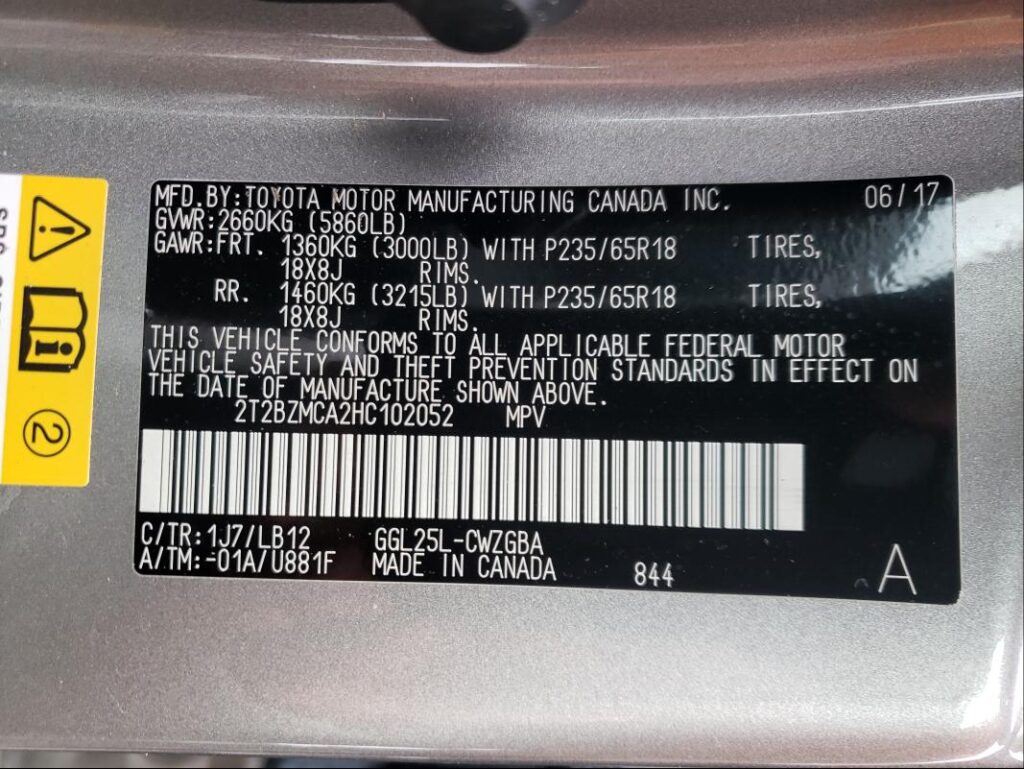 MFD.BY:TOYOTA MOTOR MANUFACTURING CANADA INC. 06/17
GVWR:2660KG (5860LB)
GAWR:FRT. 1360KG (3000LB) WITH P235/65R18 TIRES,
18X8J RIMS.
RR. 1460KG (3215LB) WITH P235/65R18 TIRES,
18X8J RIMS.
THIS VEHICLE CONFORMS TO ALL APPLICABLE FEDERAL MOTOR
VEHICLE SAFETY AND THEFT PREVENTION STANDARDS IN EFFECT ON
THE DATE OF MANUFACTURE SHOWN ABOVE.
2T2BZMCA2HC102052 MPV
C/TR:1J7/LB12 GGL25L-CWZGBA
A/TM:-01A/U881F MADE IN CANADA 844 A
2